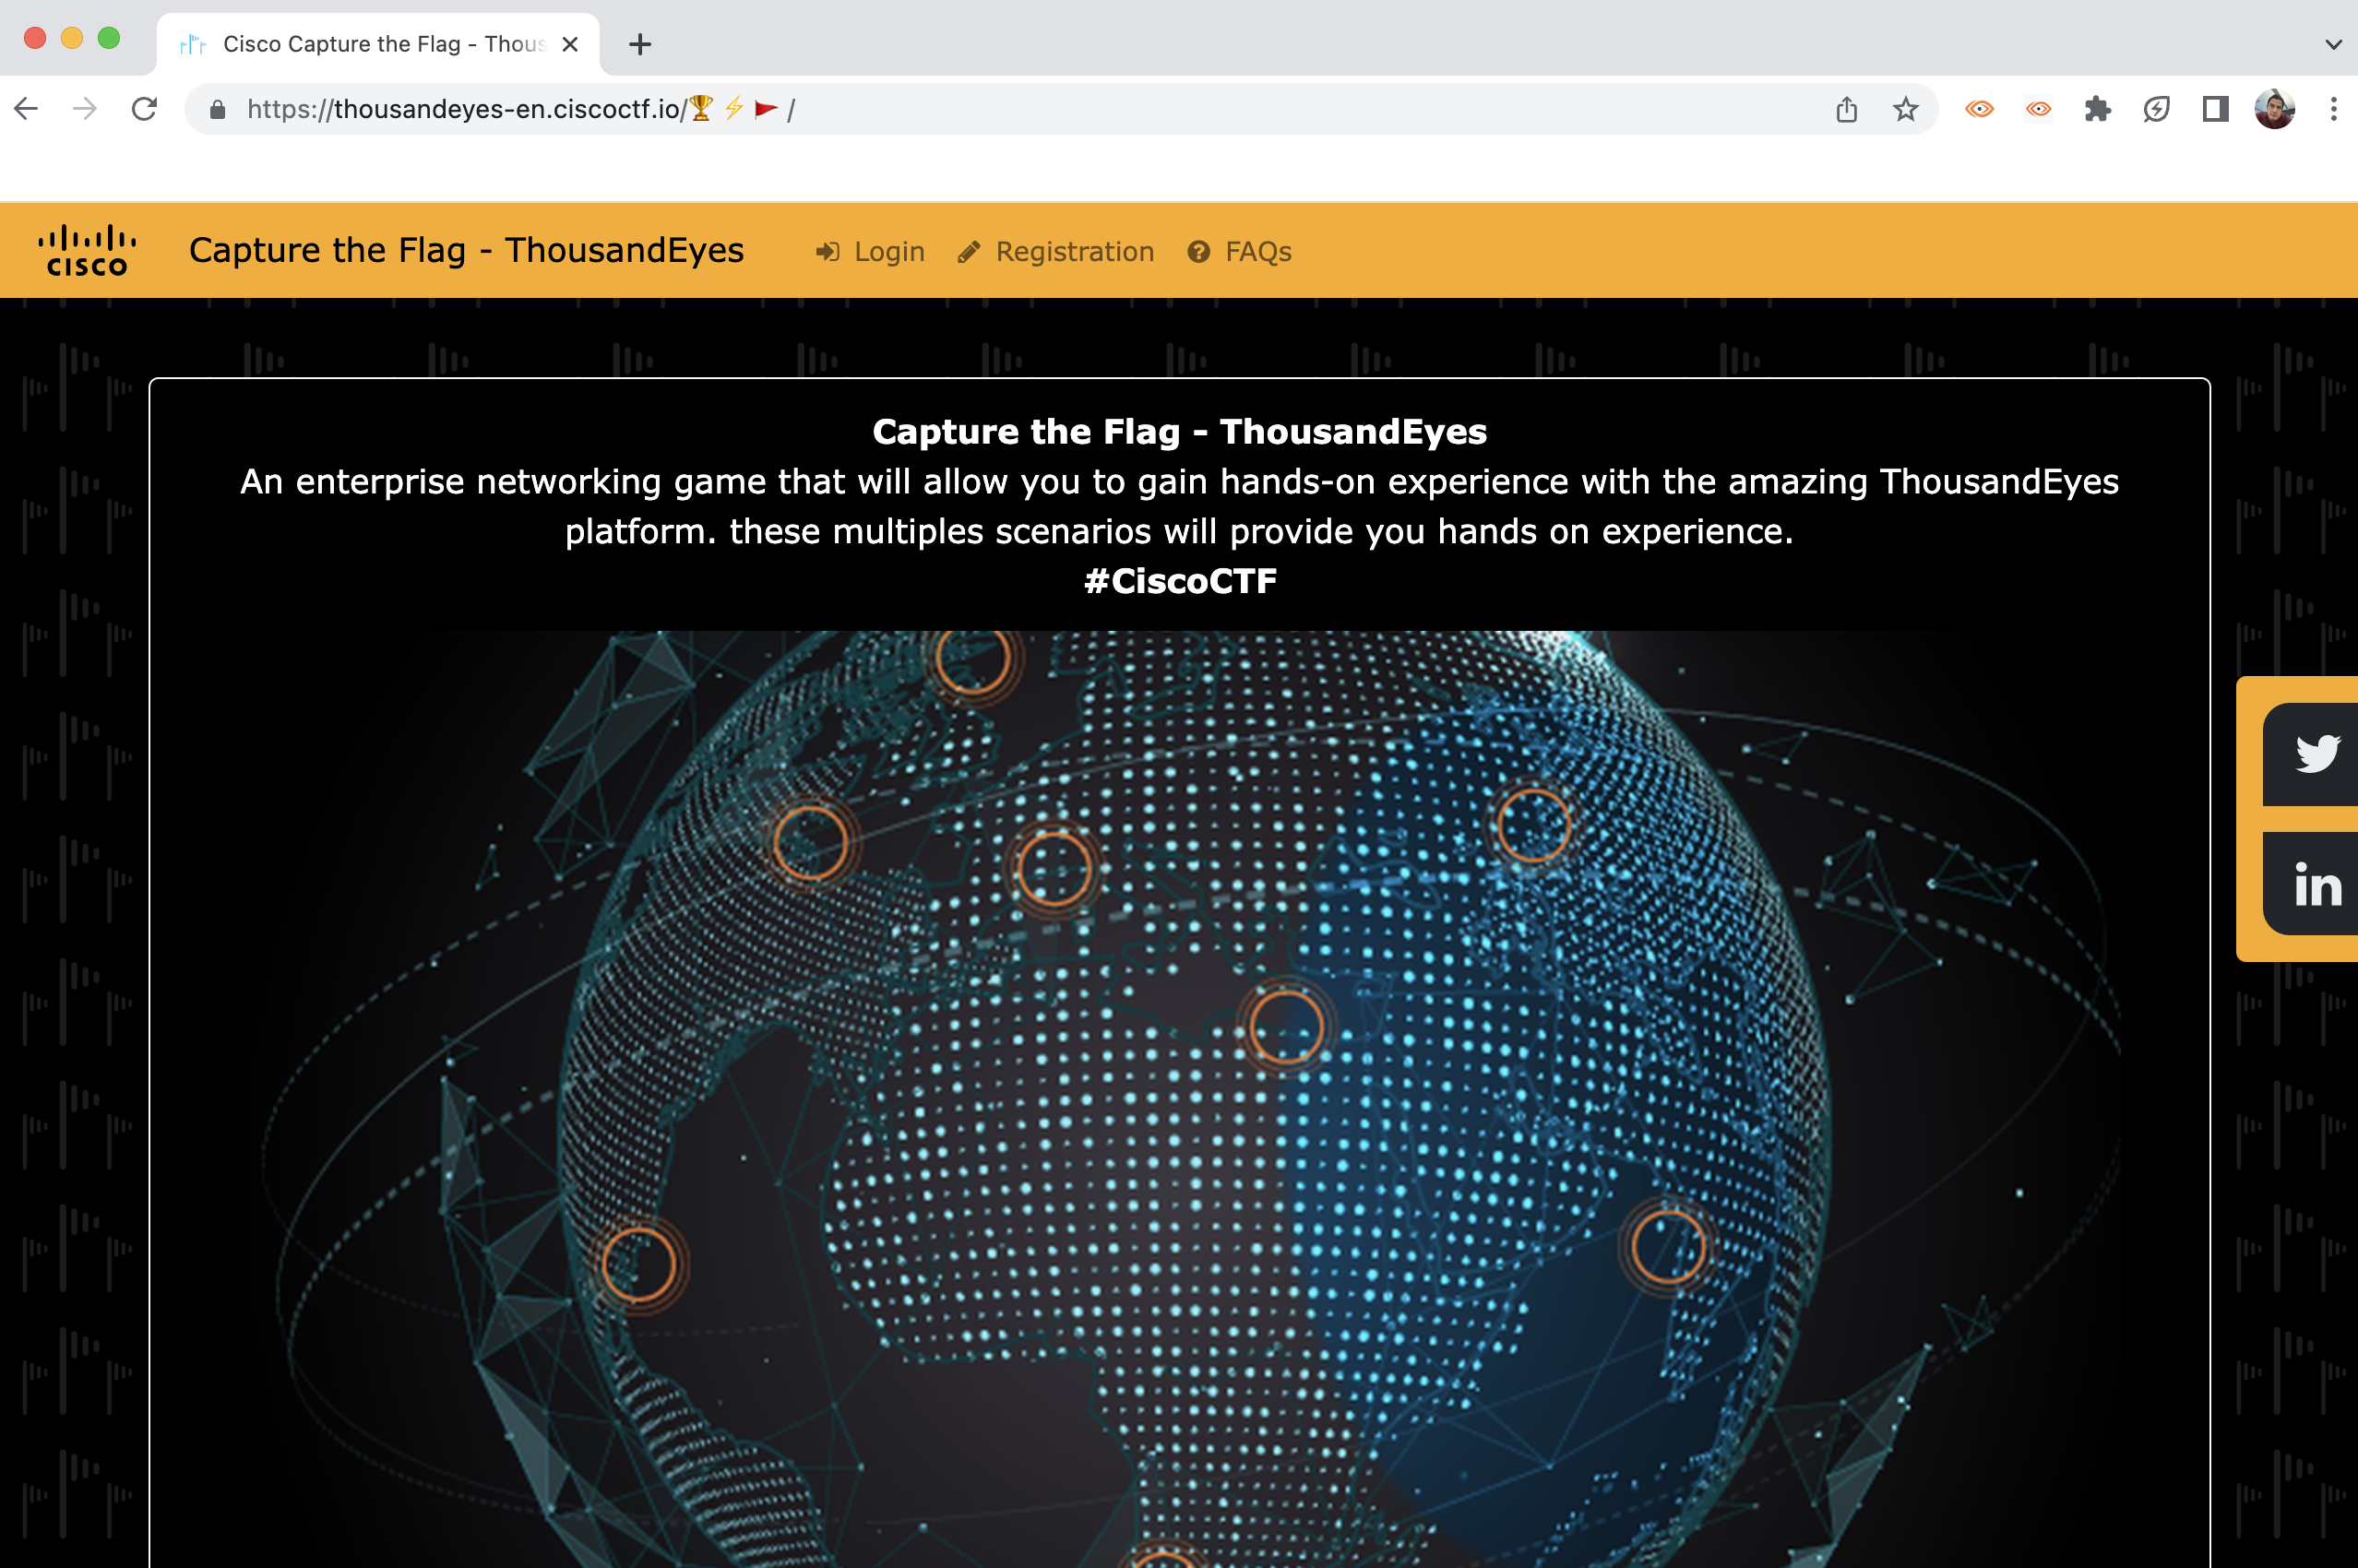 Cisco Capture the Flag - Thous
https://thousandeyes-en.ciscoctf.io/🏆⚡🚩/
CISCO
Capture the Flag - ThousandEyes
Login
Registration
FAQs
Capture the Flag - ThousandEyes
An enterprise networking game that will allow you to gain hands-on experience with the amazing ThousandEyes
platform. these multiples scenarios will provide you hands on experience.
#CiscoCTF
in